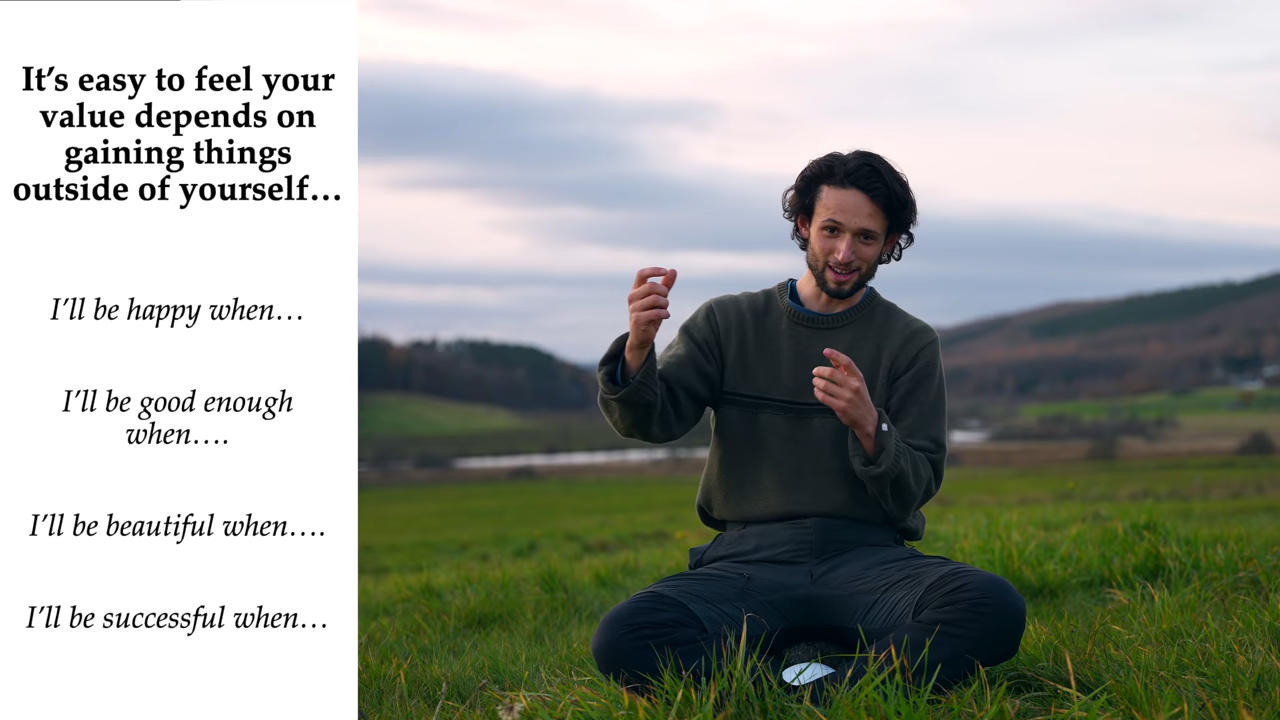 It’s easy to feel your
value depends on
gaining things
outside of yourself…
I’ll be happy when…
I’ll be good enough
when….
I’ll be beautiful when….
I’ll be successful when…